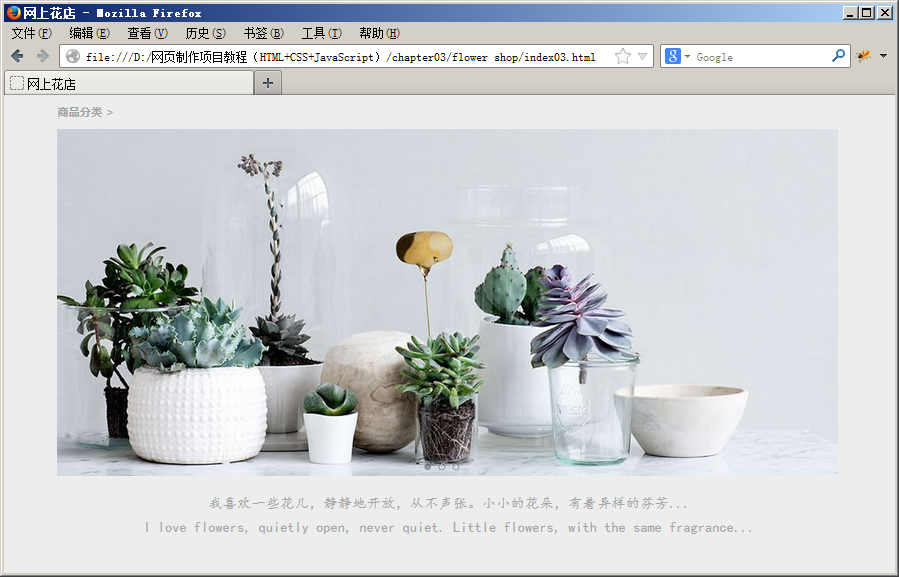 网上花店 - Mozilla Firefox
文件(F) 编辑(E) 查看(V) 历史(S) 书签(B) 工具(T) 帮助(H)
file:///D:/网页制作项目教程（HTML+CSS+JavaScript）/chapter03/flower shop/index03.html
8 Google
网上花店 +
商品分类 >
WECK
我喜欢一些花儿，静静地开放，从不声张。小小的花朵，有着异样的芬芳...
I love flowers, quietly open, never quiet. Little flowers, with the same fragrance...